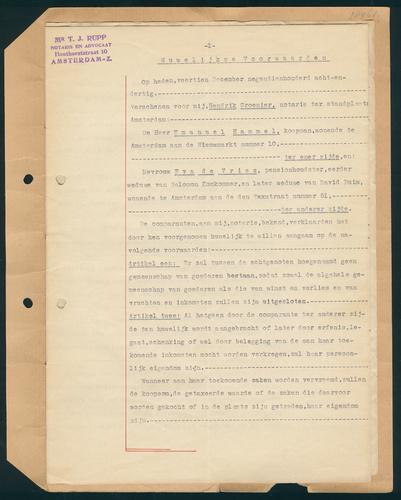 Mr T. J. RUPP
NOTARIS EN ADVOCAAT
Honthorststraat 10
AMSTERDAM-Z.
-1-
Huwelijksche Voorwaarden
Op heden, veertien December negentienhonderd acht-en-
dertig,
Verschenen voor mij, Hendrik Croenier, notaris ter standplaats
Amsterdam:
De Heer Emanuel Hammel, koopman, wonende te
Amsterdam aan de Nieuwmarkt nummer 10,
ter eener zijde, en:
Mevrouw Eva de Vries, pensionhoudster, eerder
weduwe van Salomon Komkommer, en later weduwe van David Duim,
wonende te Amsterdam aan de den Texstraat nummer 51,
ter anderer zijde.
De comparanten, aan mij, notaris, bekend, verklaarden het
door hen voorgenomen huwelijk te willen aangaan op de na-
volgende voorwaarden:
Artikel een: Er zal tusschen de echtgenooten hoegenaamd geen
gemeenschap van goederen bestaan, zoodat zoowel de algeheele ge-
meenschap van goederen als die van winst en verlies en van
vruchten en inkomsten zullen zijn uitgesloten.
Artikel twee: Al hetgeen door de comparante ter anderer zij-
de ten huwelijk wordt aangebracht of later door erfenis, le-
gaat, schenking of wel door belegging van de aan haar toe-
komende inkomsten mocht worden verkregen, zal haar persoon-
lijk eigendom zijn.
Wanneer aan haar toekomende zaken worden vervreemd, zullen
de koopsom, de getaxeerde waarde of de zaken die daarvoor
worden gekocht of in de plaats zijn getreden, haar eigendom
zijn.